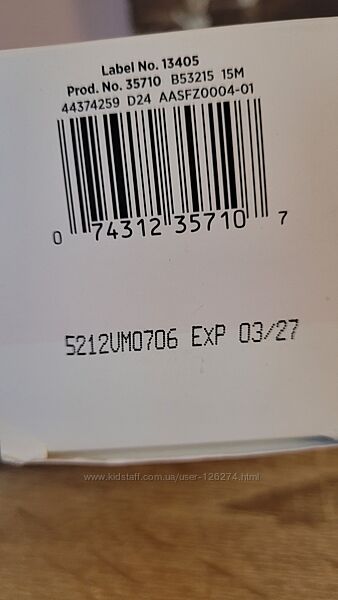 Label No. 13405
Prod. No. 35710 B53215 15M
44374259 D24 AASFZ0004-01
0 74312 35710 7
5212VM0706 EXP 03/27
www.kidstaff.com.ua/user-126274.html